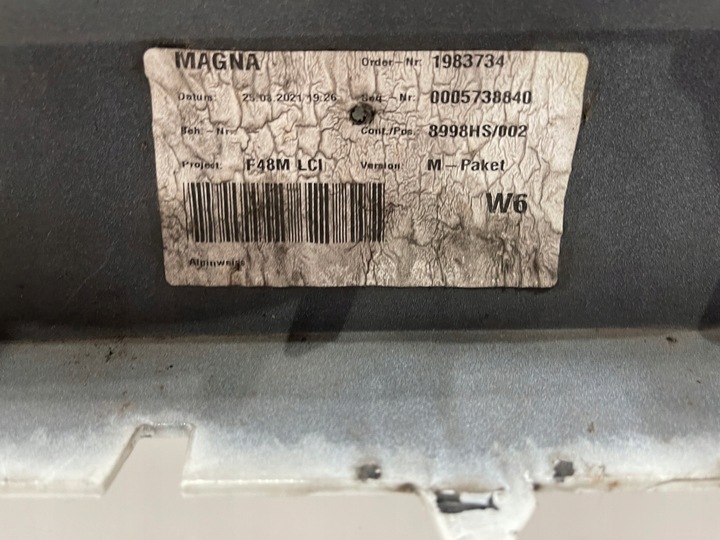 MAGNA Order-Nr: 1983734
Datum: 25.03.2021 19:26 Seq.-Nr: 0005738840
Beh.-Nr: Cont./Pos.: 8998HS/002
Project: F48M LCI Version: M-Paket
W6
Alpinweiss